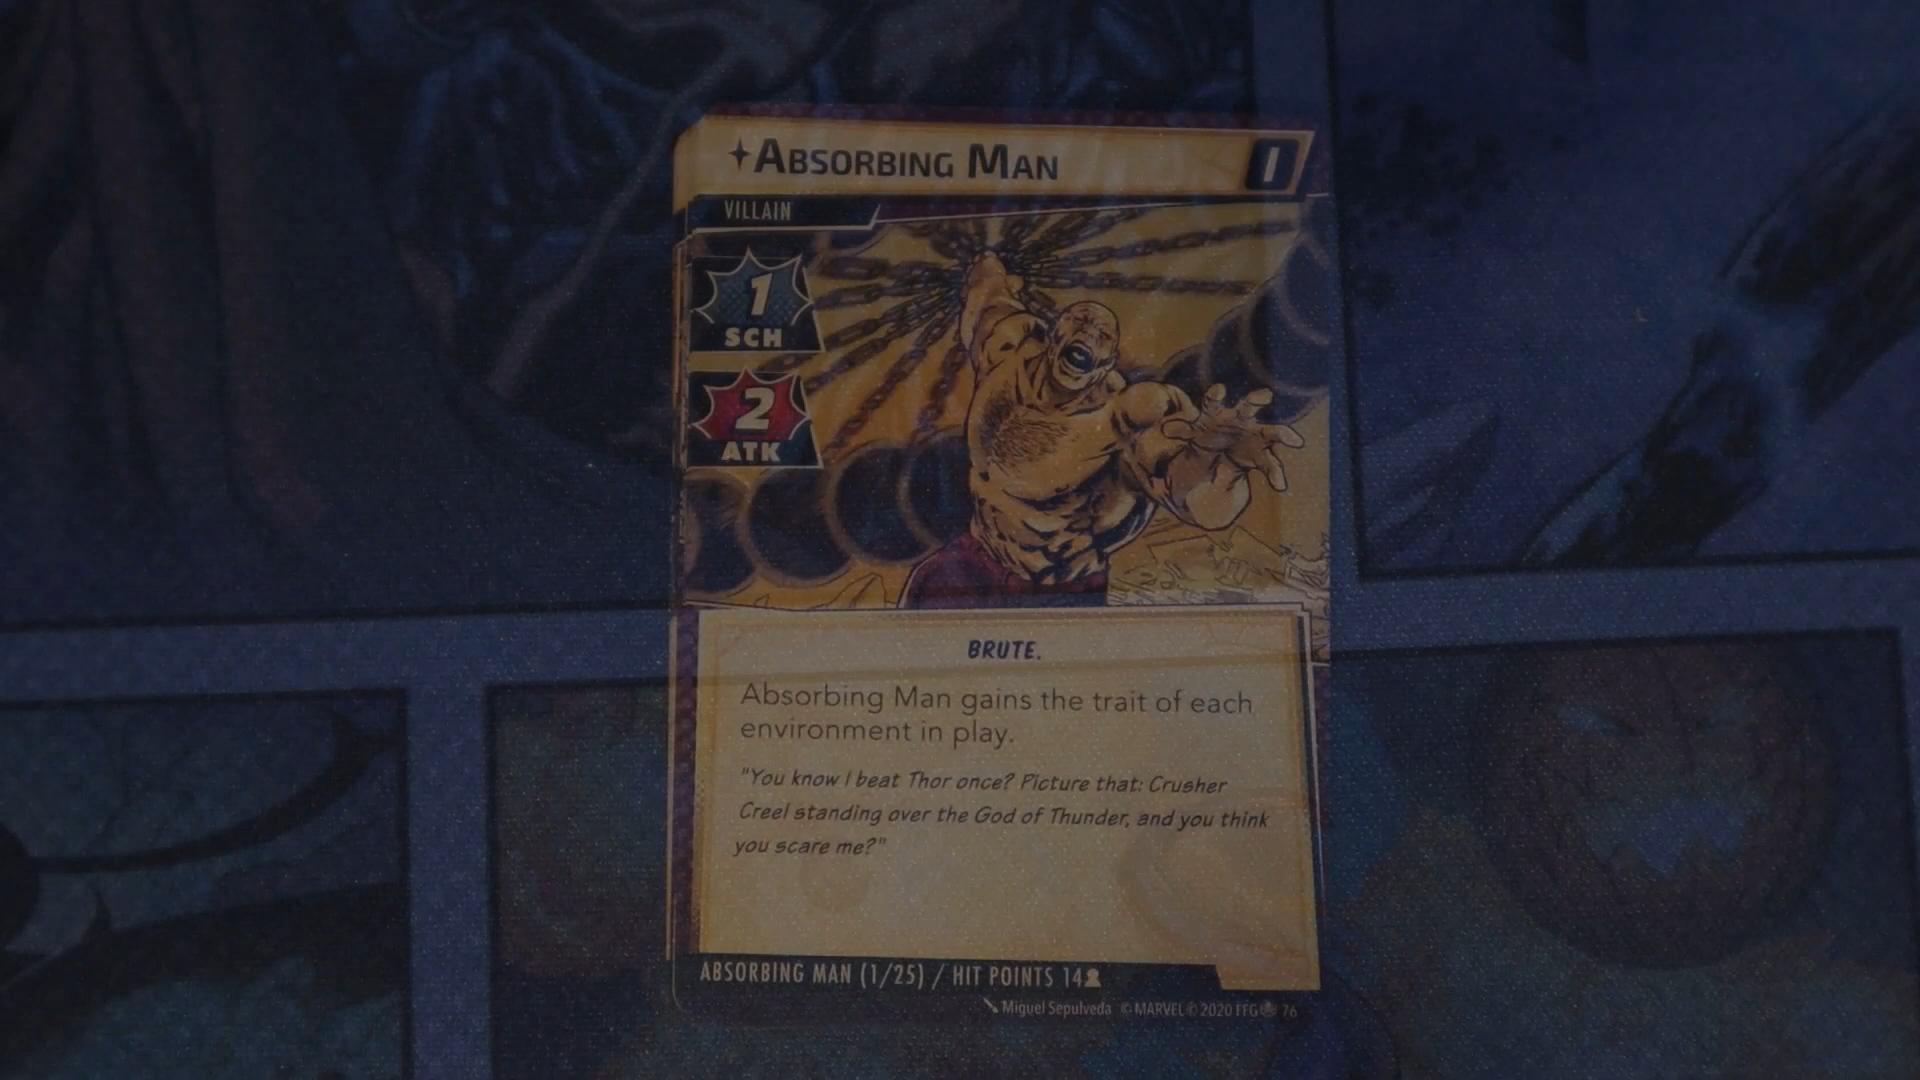 ABSORBING MAN
I
VILLAIN
1
SCH
2
ATK
BRUTE.
Absorbing Man gains the trait of each
environment in play.
"You know I beat Thor once? Picture that: Crusher
Creel standing over the God of Thunder, and you think
you scare me?"
ABSORBING MAN (1/25) / HIT POINTS 14
Miguel Sepulveda © MARVEL © 2020 FFG 76